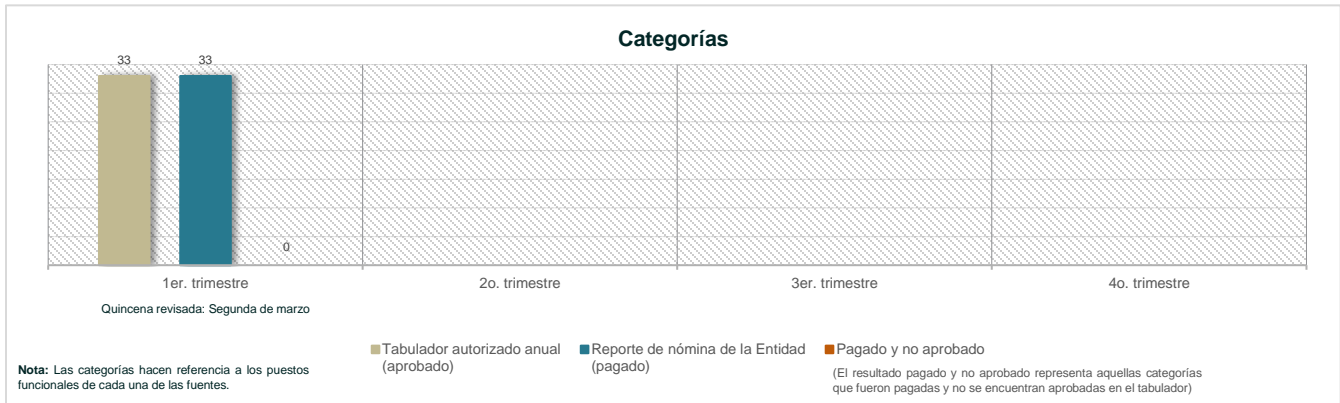 Categorías
33
33
0
1er. trimestre
2o. trimestre
3er. trimestre
4o. trimestre
Quincena revisada: Segunda de marzo
Tabulador autorizado anual
(aprobado)
Reporte de nómina de la Entidad
(pagado)
Pagado y no aprobado
(El resultado pagado y no aprobado representa aquellas categorías
que fueron pagadas y no se encuentran aprobadas en el tabulador)
Nota: Las categorías hacen referencia a los puestos
funcionales de cada una de las fuentes.